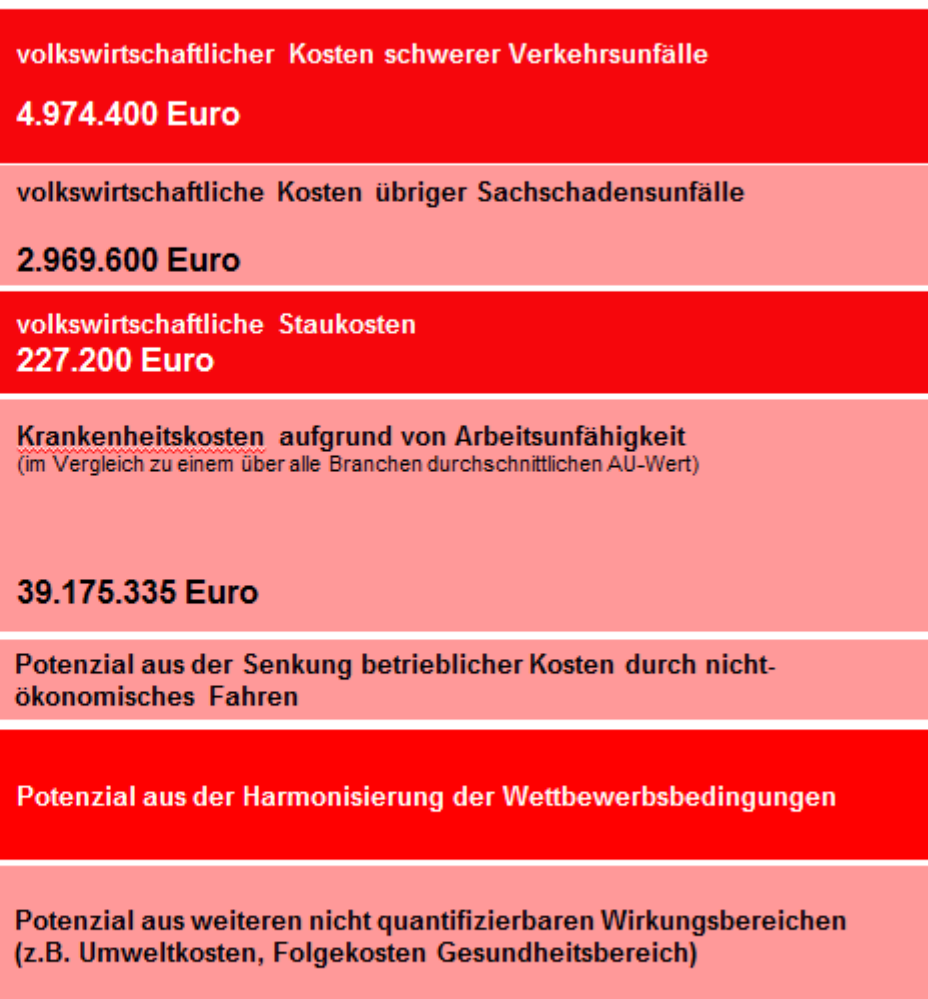 volkswirtschaftlicher Kosten schwerer Verkehrsunfälle
4.974.400 Euro
volkswirtschaftliche Kosten übriger Sachschadensunfälle
2.969.600 Euro
volkswirtschaftliche Staukosten
227.200 Euro
Krankenheitskosten aufgrund von Arbeitsunfähigkeit
(im Vergleich zu einem über alle Branchen durchschnittlichen AU-Wert)
39.175.335 Euro
Potenzial aus der Senkung betrieblicher Kosten durch nicht-
ökonomisches Fahren
Potenzial aus der Harmonisierung der Wettbewerbsbedingungen
Potenzial aus weiteren nicht quantifizierbaren Wirkungsbereichen
(z.B. Umweltkosten, Folgekosten Gesundheitsbereich)